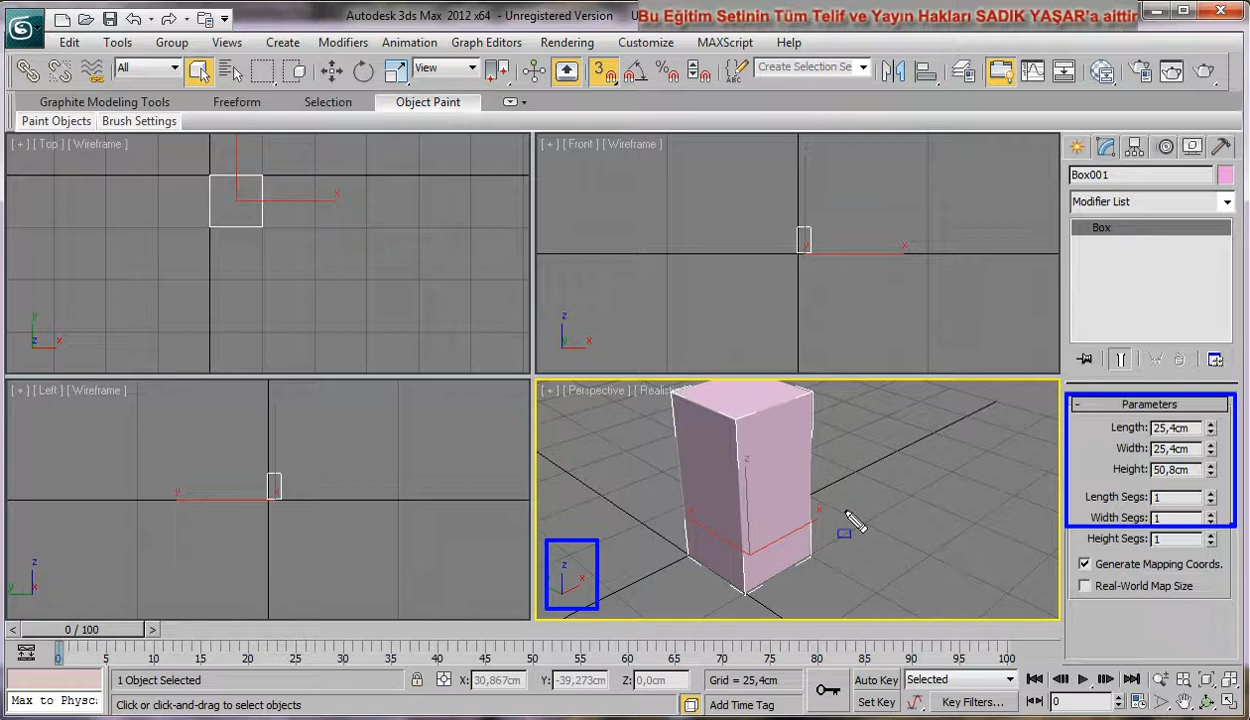 Autodesk 3ds Max 2012 x64 - Unregistered Version
Bu Eğitim Setinin Tüm Telif ve Yayın Hakları SADIK YAŞAR'a aittir
Edit Tools Group Views Create Modifiers Animation Graph Editors Rendering Customize MAXScript Help
All
View
3
Create Selection Se
Graphite Modeling Tools Freeform Selection Object Paint
Paint Objects Brush Settings
[ + ] [ Top ] [ Wireframe ]
[ + ] [ Front ] [ Wireframe ]
Box001
Modifier List
Box
[ + ] [ Left ] [ Wireframe ]
[ + ] [ Perspective ]
Parameters
Length: 25,4cm
Width: 25,4cm
Height: 50,8cm
Length Segs: 1
Width Segs: 1
Height Segs: 1
Generate Mapping Coords.
Real-World Map Size
0 / 100
0 5 10 15 20 25 30 35 40 45 50 55 60 65 70 75 80 85 90 95 100
1 Object Selected
X: 30,867cm Y: -39,273cm Z: 0,0cm
Grid = 25,4cm
Auto Key Selected
Max to Physc:
Click or click-and-drag to select objects
Add Time Tag
Set Key
Key Filters...
0